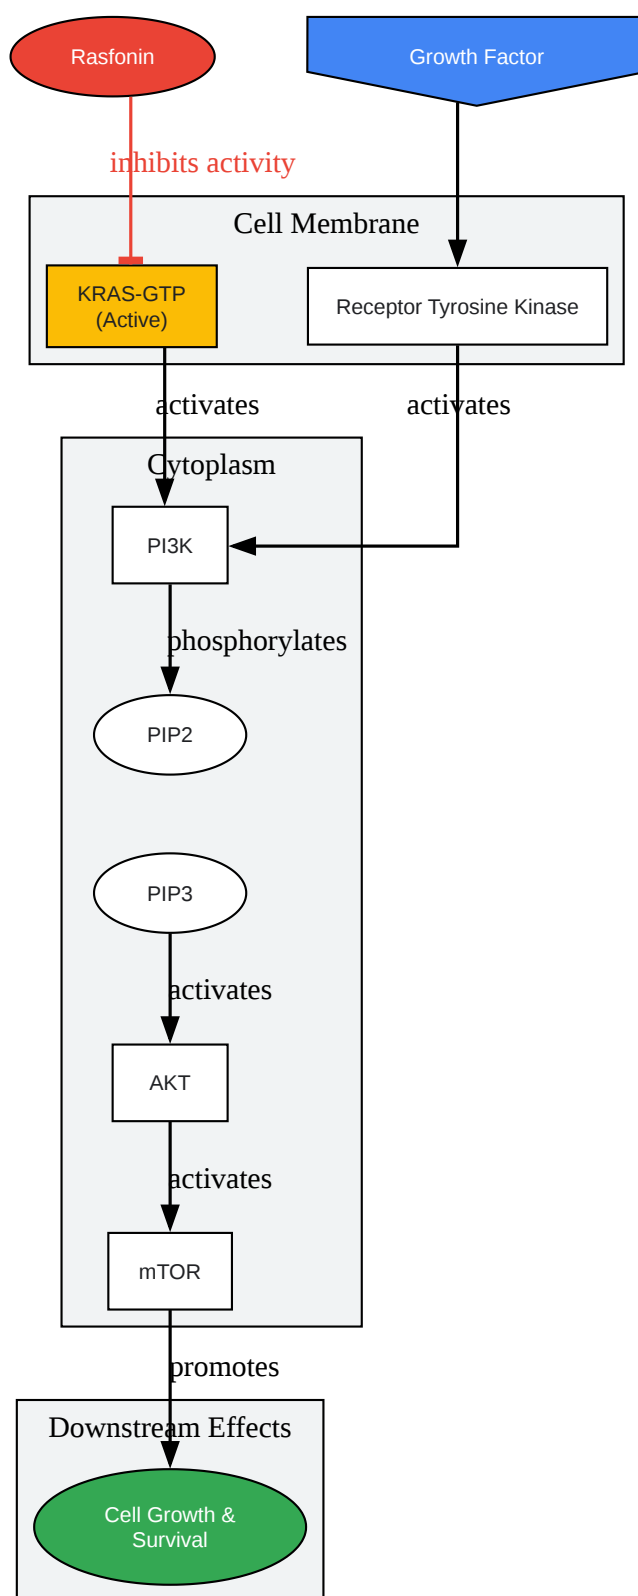 Rasfonin
Growth Factor
inhibits activity
Cell Membrane
KRAS-GTP
(Active)
Receptor Tyrosine Kinase
activates
activates
Cytoplasm
PI3K
phosphorylates
PIP2
PIP3
activates
AKT
activates
mTOR
promotes
Downstream Effects
Cell Growth &
Survival